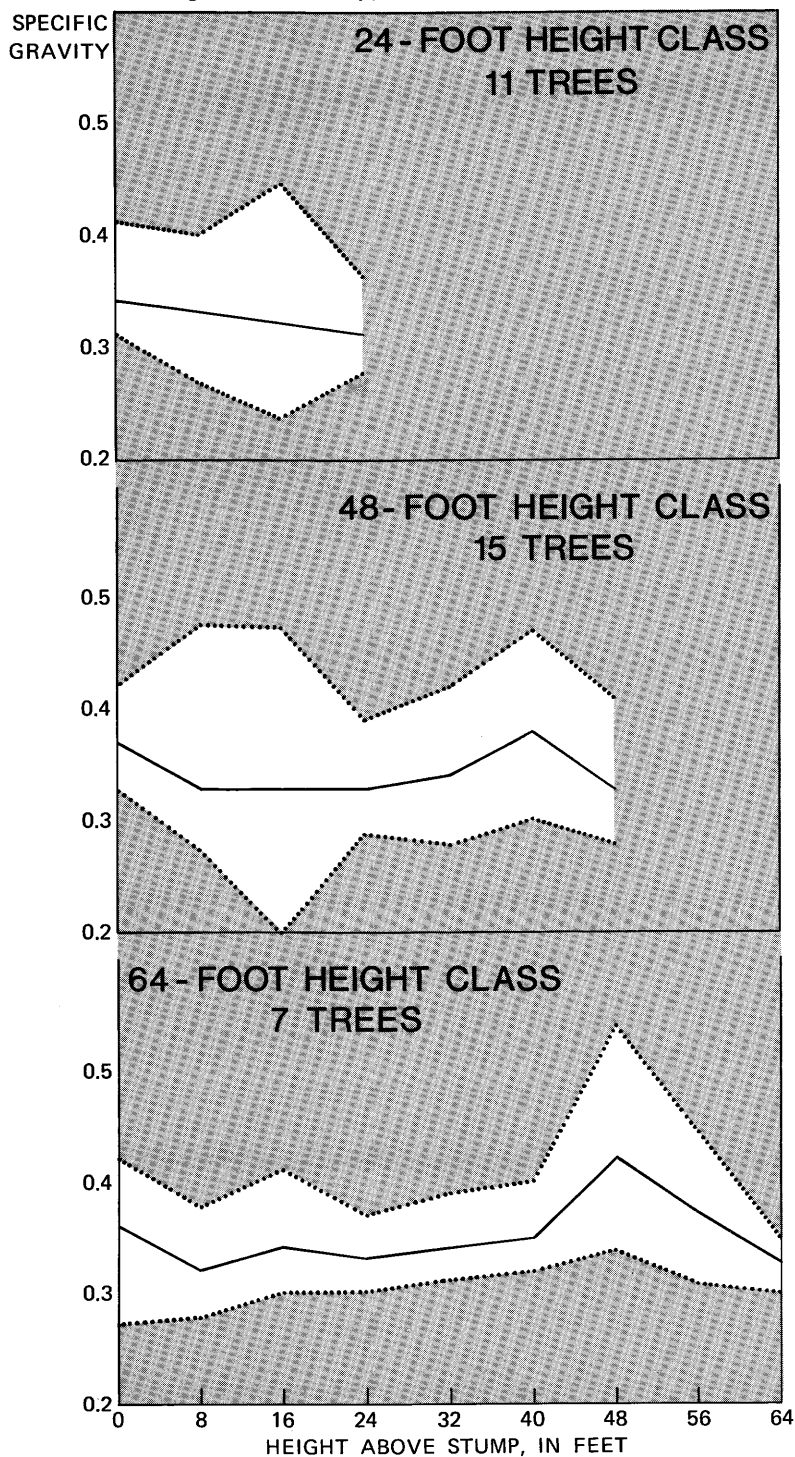 SPECIFIC
GRAVITY
24-FOOT HEIGHT CLASS
11 TREES
0.5
0.4
0.3
0.2
48-FOOT HEIGHT CLASS
15 TREES
0.5
0.4
0.3
0.2
64-FOOT HEIGHT CLASS
7 TREES
0.5
0.4
0.3
0.2
0 8 16 24 32 40 48 56 64
HEIGHT ABOVE STUMP, IN FEET